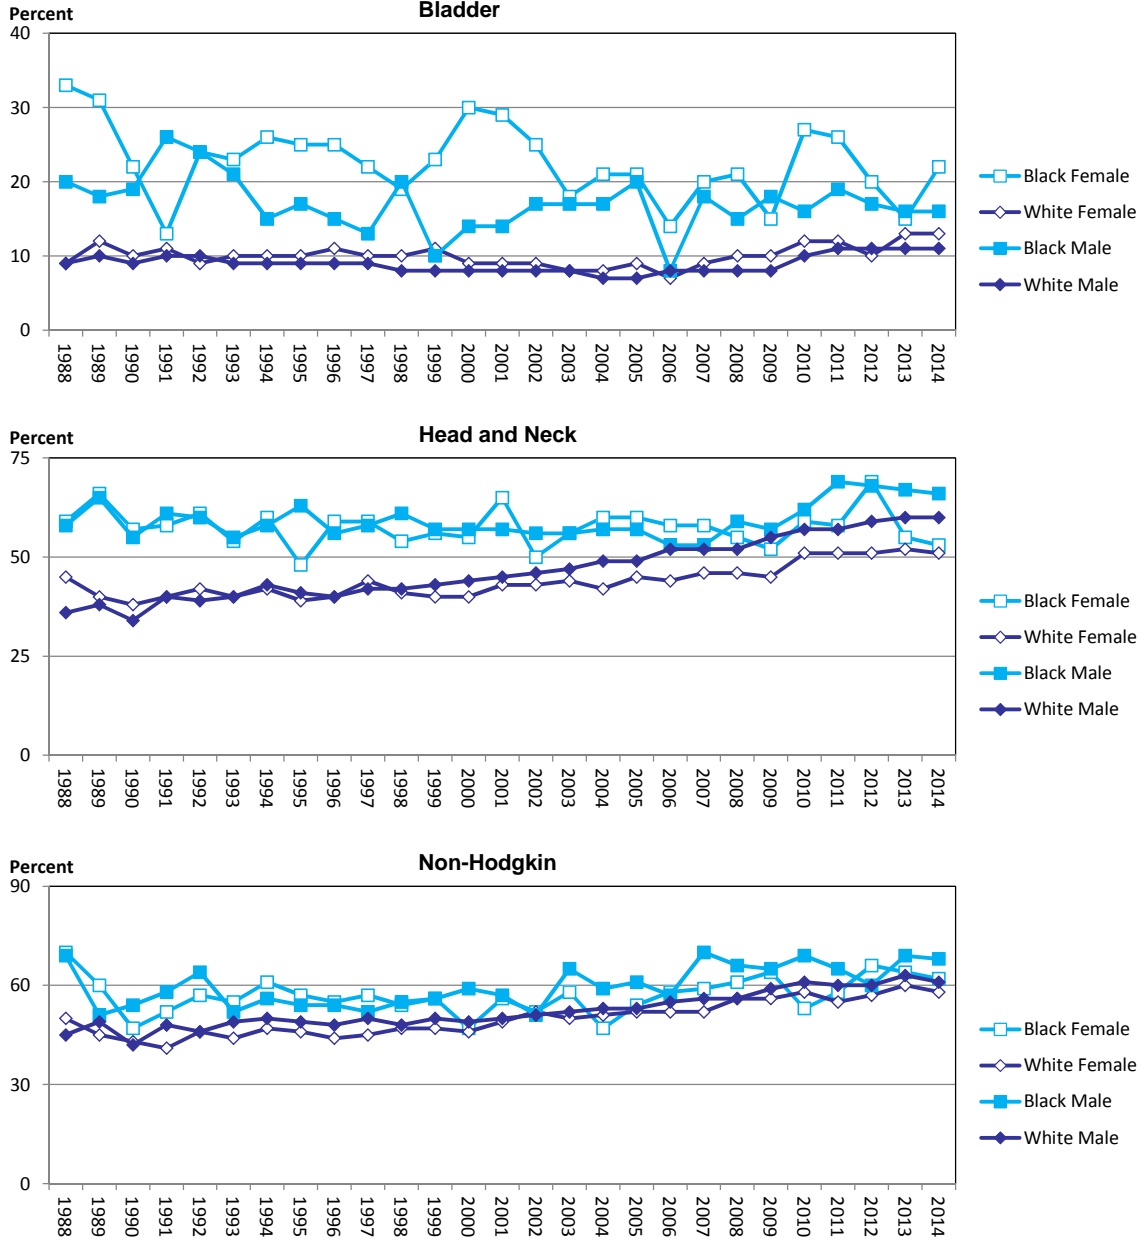 Bladder
Percent
40
30
20
10
0
1988 1989 1990 1991 1992 1993 1994 1995 1996 1997 1998 1999 2000 2001 2002 2003 2004 2005 2006 2007 2008 2009 2010 2011 2012 2013 2014
Black Female
White Female
Black Male
White Male
Head and Neck
Percent
75
50
25
0
1988 1989 1990 1991 1992 1993 1994 1995 1996 1997 1998 1999 2000 2001 2002 2003 2004 2005 2006 2007 2008 2009 2010 2011 2012 2013 2014
Black Female
White Female
Black Male
White Male
Non-Hodgkin
Percent
90
60
30
0
1988 1989 1990 1991 1992 1993 1994 1995 1996 1997 1998 1999 2000 2001 2002 2003 2004 2005 2006 2007 2008 2009 2010 2011 2012 2013 2014
Black Female
White Female
Black Male
White Male